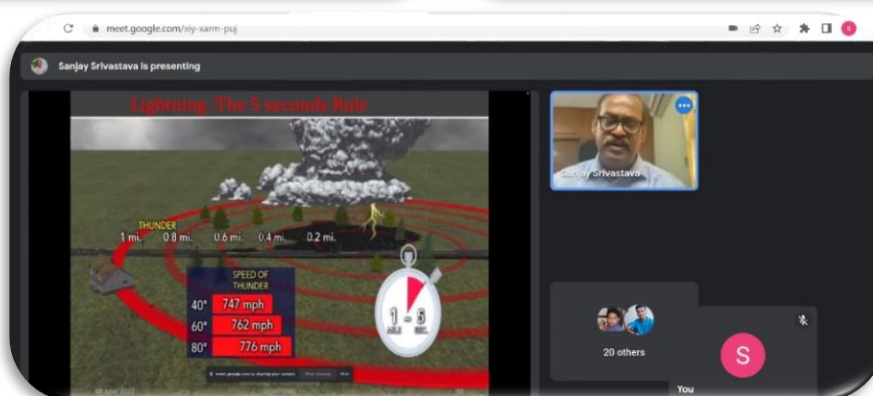 meet.google.com/xiy-xarm-puj
S
Sanjay Srivastava is presenting
Lightning :The 5 seconds Rule
THUNDER
1 mi. 0.8 mi. 0.6 mi. 0.4 mi. 0.2 mi.
SPEED OF
THUNDER
40° 747 mph
60° 762 mph
80° 776 mph
1 - 5
MILE SEC.
Sanjay Srivastava
20 others
S
You